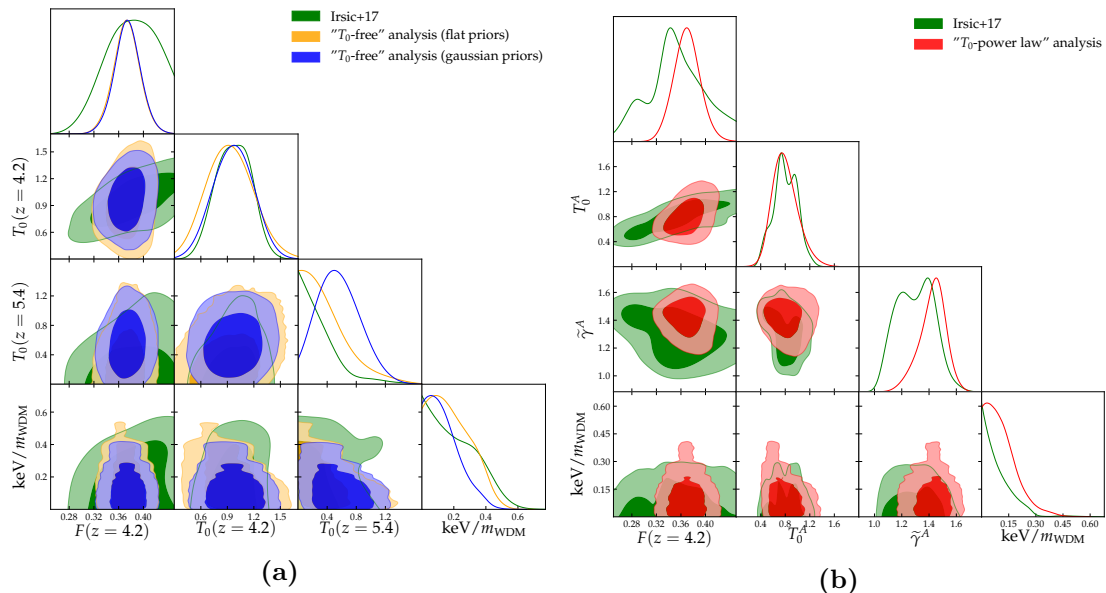 Irsic+17
"T₀-free" analysis (flat priors)
"T₀-free" analysis (gaussian priors)
1.5
1.2
0.9
0.6
T₀(z = 4.2)
1.2
0.8
0.4
T₀(z = 5.4)
0.6
0.4
0.2
keV/m_WDM
0.28 0.32 0.36 0.40
F(z = 4.2)
0.6 0.9 1.2 1.5
T₀(z = 4.2)
0.4 0.8 1.2
T₀(z = 5.4)
0.2 0.4 0.6
keV/m_WDM
(a)
Irsic+17
"T₀-power law" analysis
1.6
1.2
0.8
0.4
T₀ᴬ
1.6
1.4
1.2
1.0
γ̃ᴬ
0.60
0.45
0.30
0.15
keV/m_WDM
0.28 0.32 0.36 0.40
F(z = 4.2)
0.4 0.8 1.2
T₀ᴬ
1.0 1.2 1.4 1.6
γ̃ᴬ
0.15 0.30 0.45 0.60
keV/m_WDM
(b)